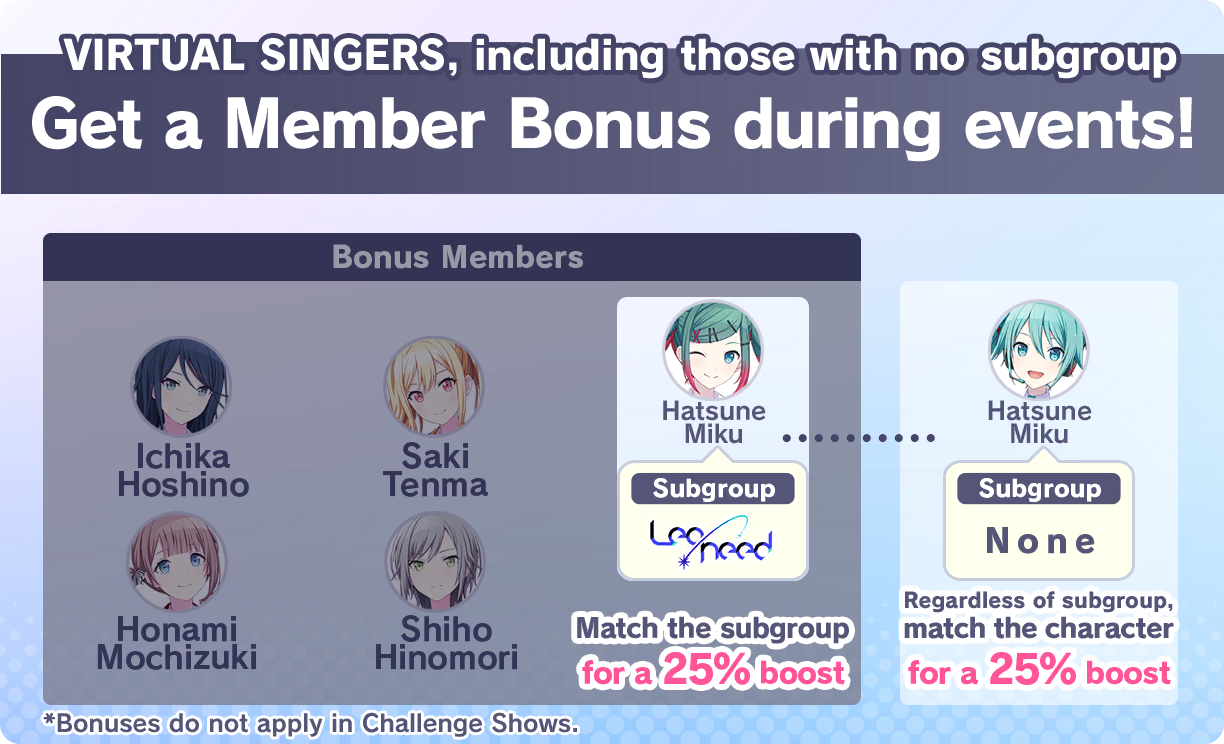 VIRTUAL SINGERS, including those with no subgroup
Get a Member Bonus during events!
Bonus Members
Ichika
Hoshino
Saki
Tenma
Honami
Mochizuki
Shiho
Hinomori
Hatsune
Miku
Subgroup
Leo/need
Match the subgroup
for a 25% boost
Hatsune
Miku
Subgroup
None
Regardless of subgroup,
match the character
for a 25% boost
*Bonuses do not apply in Challenge Shows.